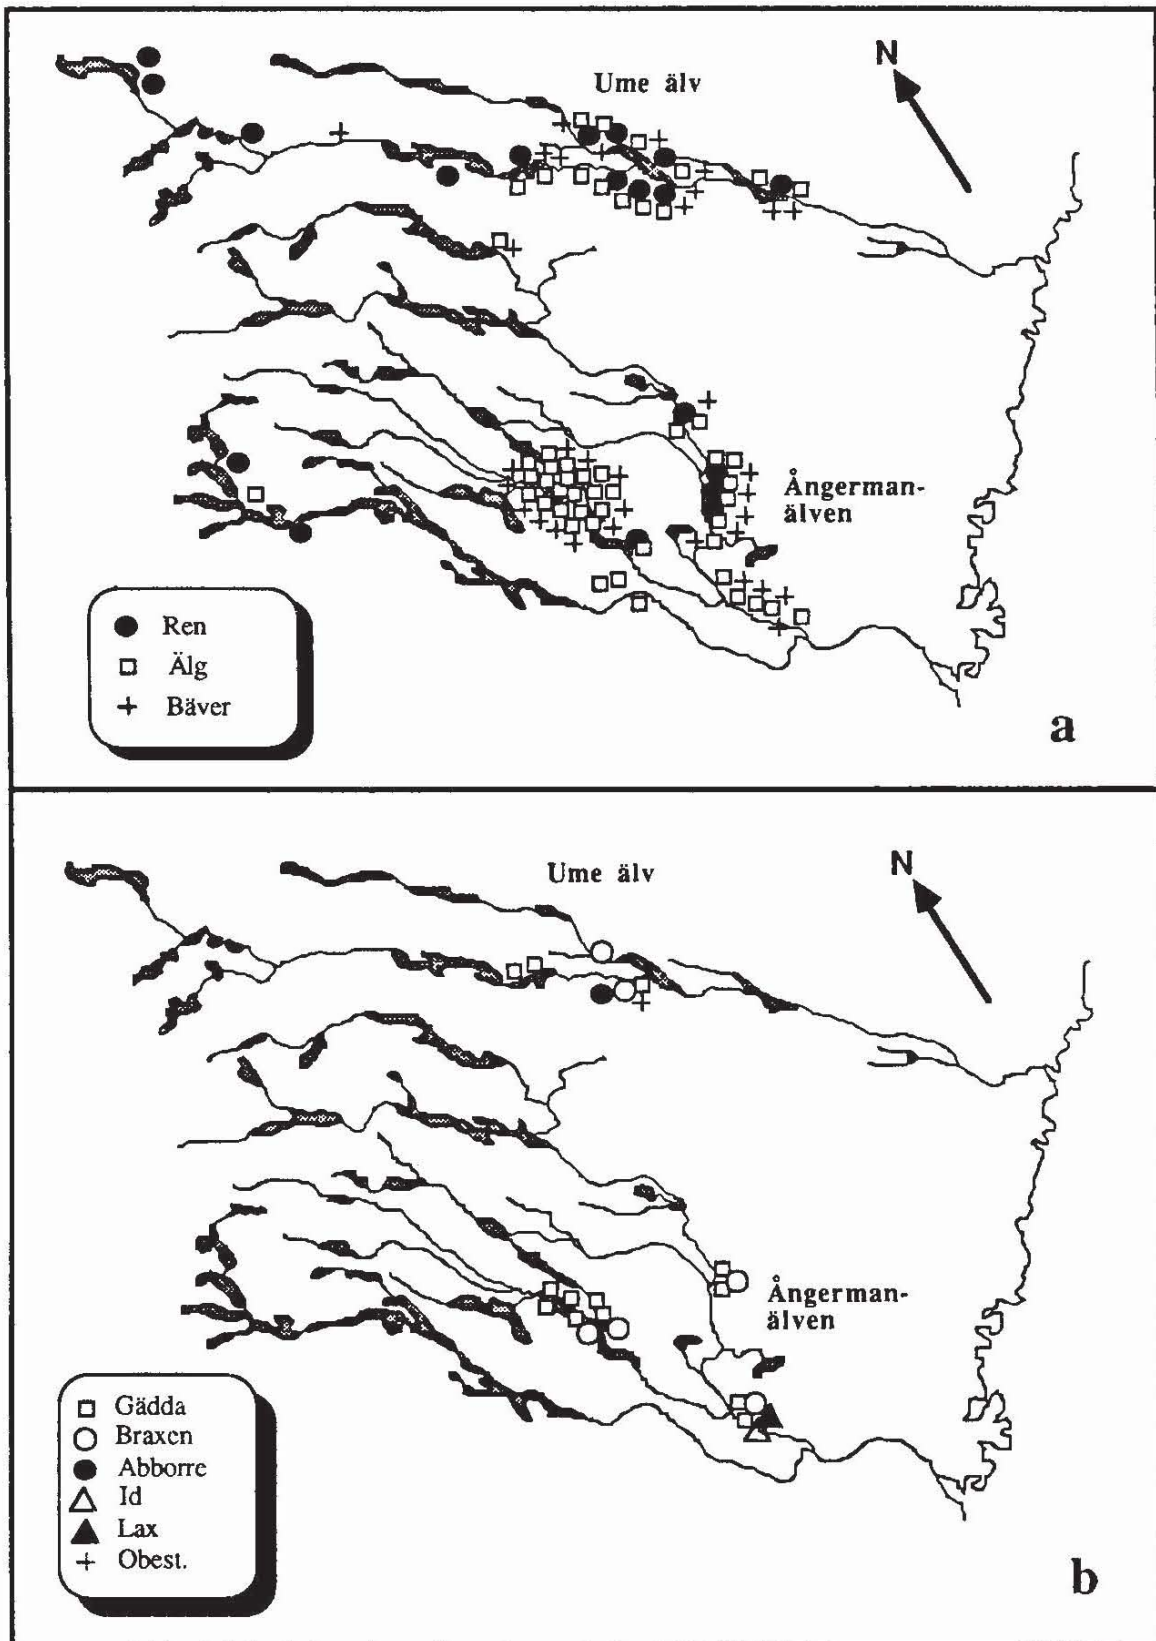 N
Ume älv
Ångerman-
älven
Ren
Älg
Bäver
a
Ume älv
N
Ångerman-
älven
Gädda
Braxen
Abborre
Id
Lax
Obest.
b